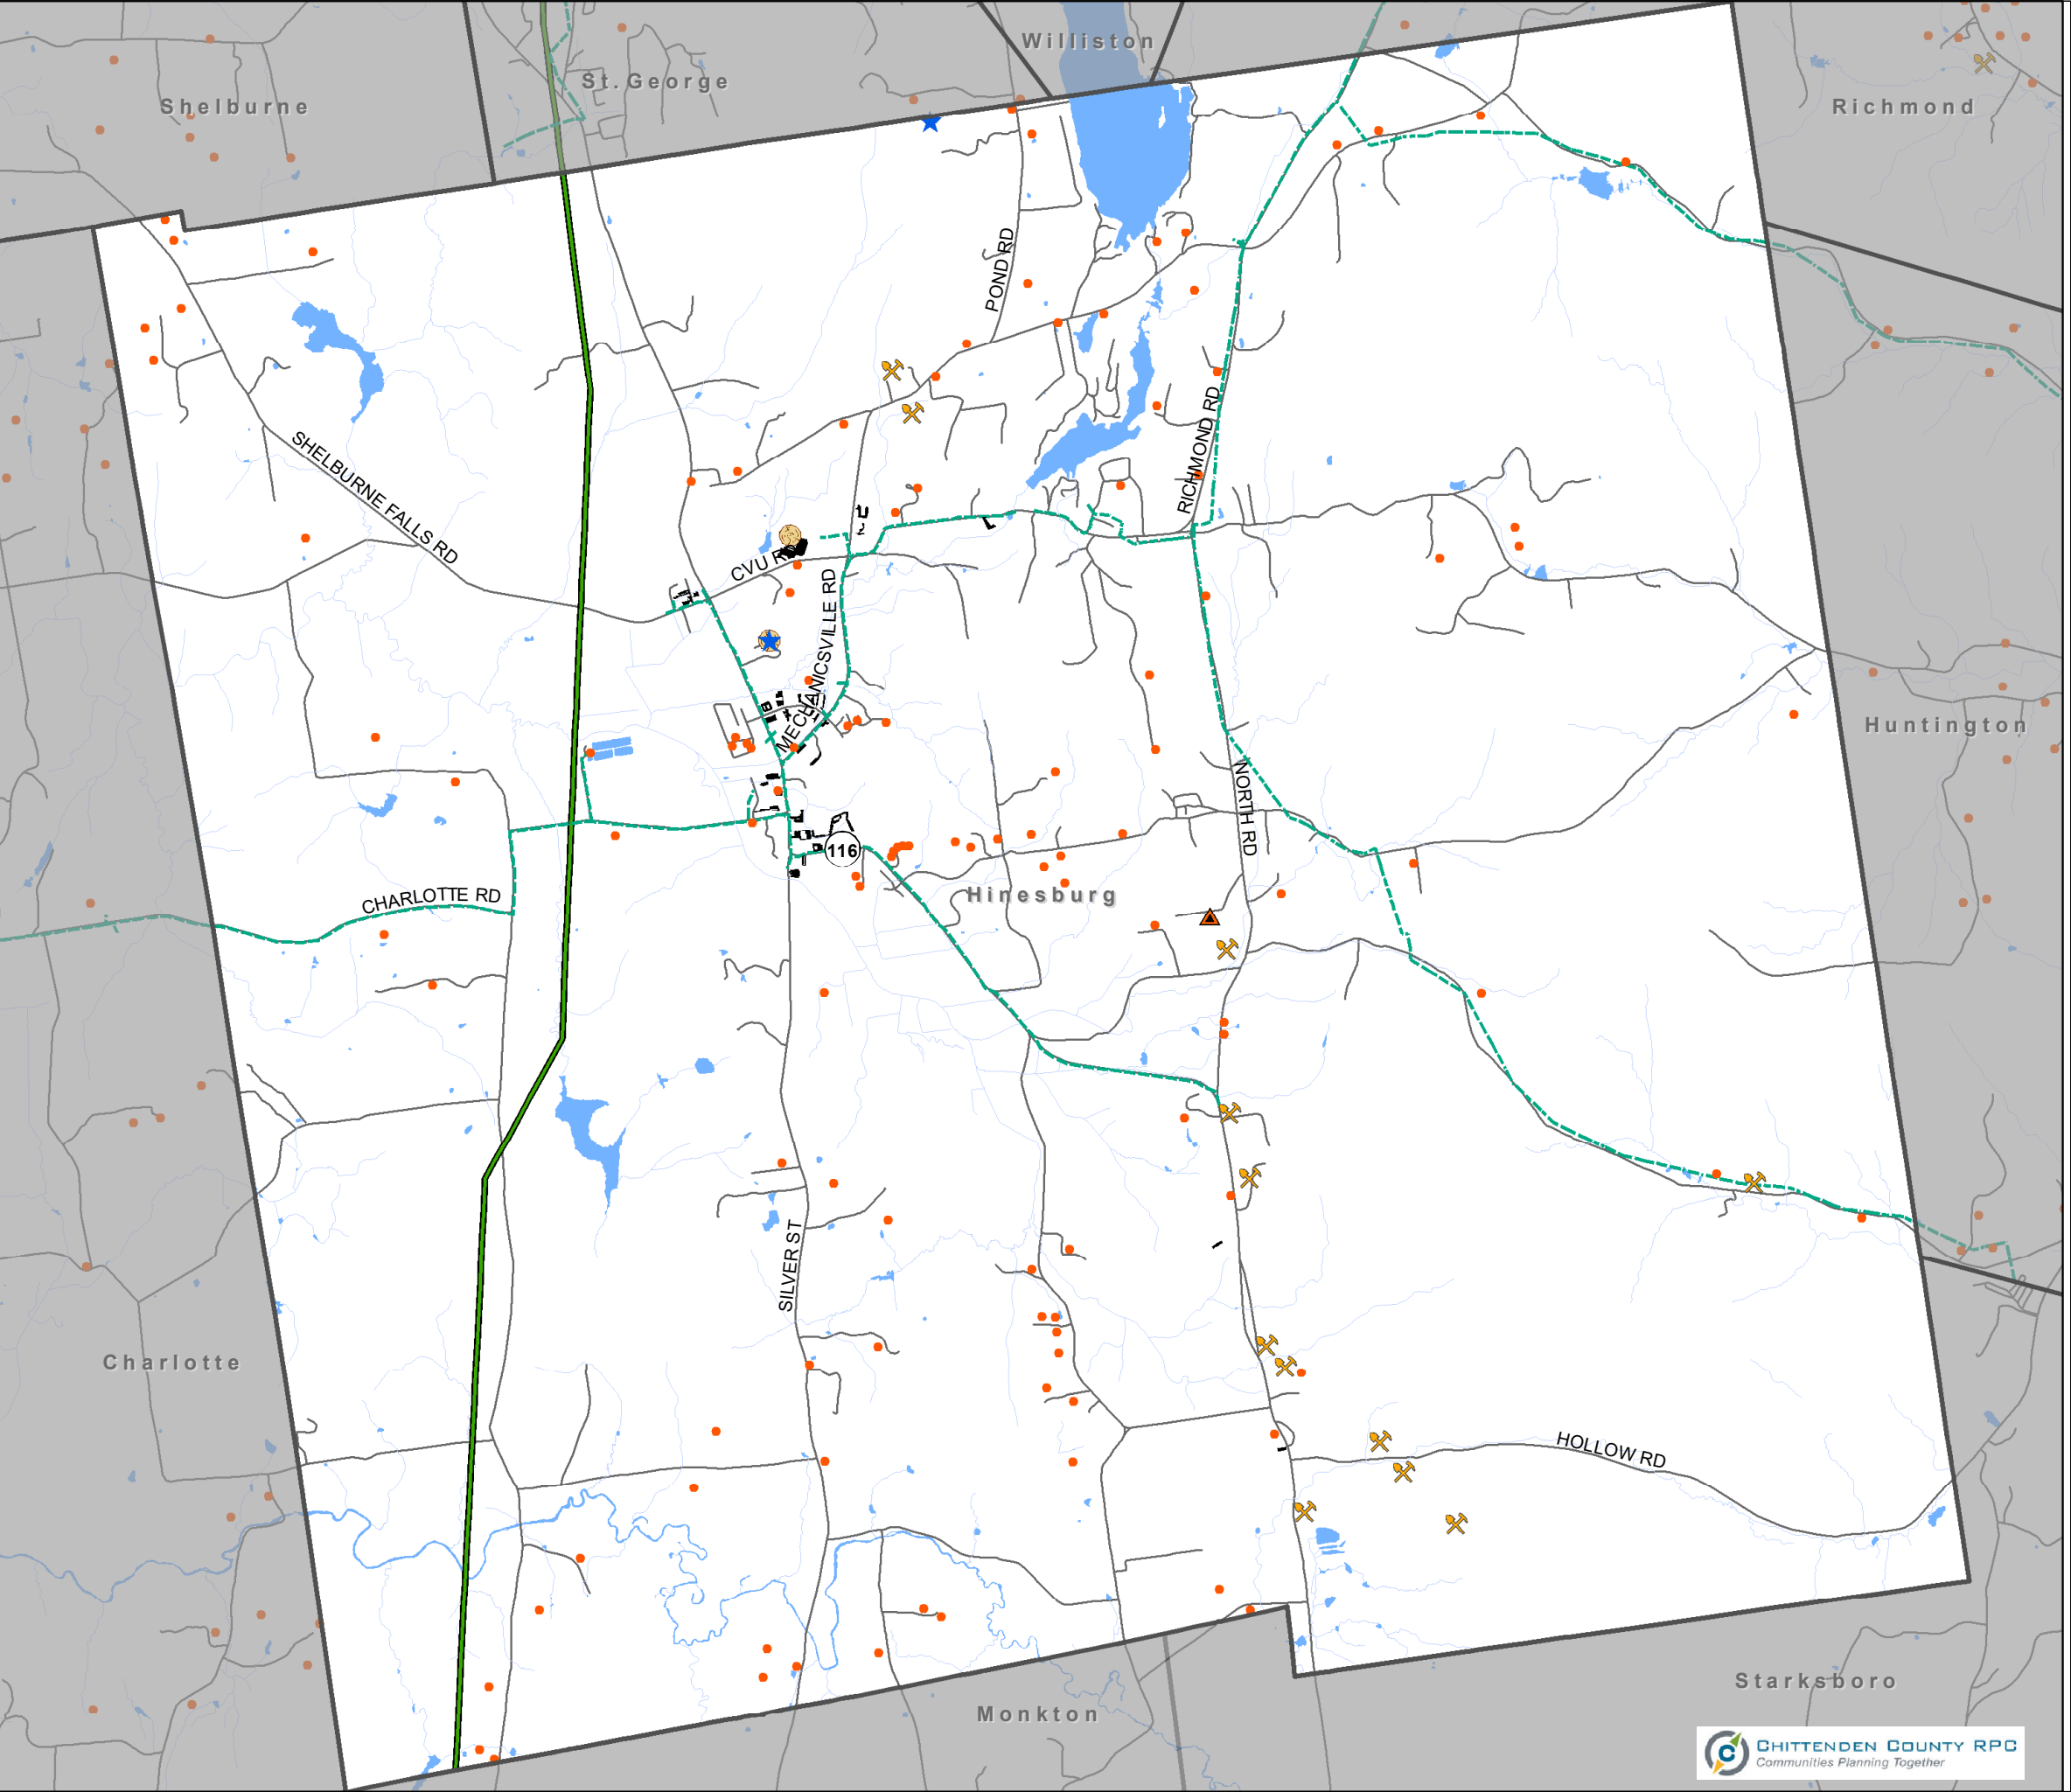 Williston
St.George
Shelburne
Richmond
POND RD
RICHMOND RD
SHELBURNE FALLS RD
CVU RD
MECHANICSVILLE RD
Huntington
NORTH RD
116
Hinesburg
CHARLOTTE RD
SILVER ST
Charlotte
HOLLOW RD
Starksboro
Monkton
C
CHITTENDEN COUNTY RPC
Communities Planning Together